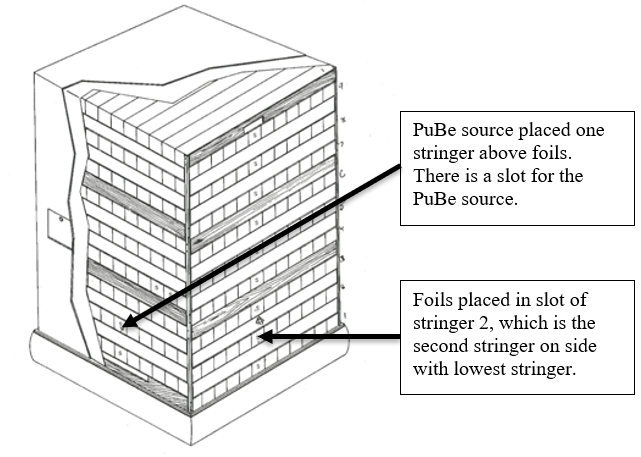 PuBe source placed one
stringer above foils.
There is a slot for the
PuBe source.
Foils placed in slot of
stringer 2, which is the
second stringer on side
with lowest stringer.